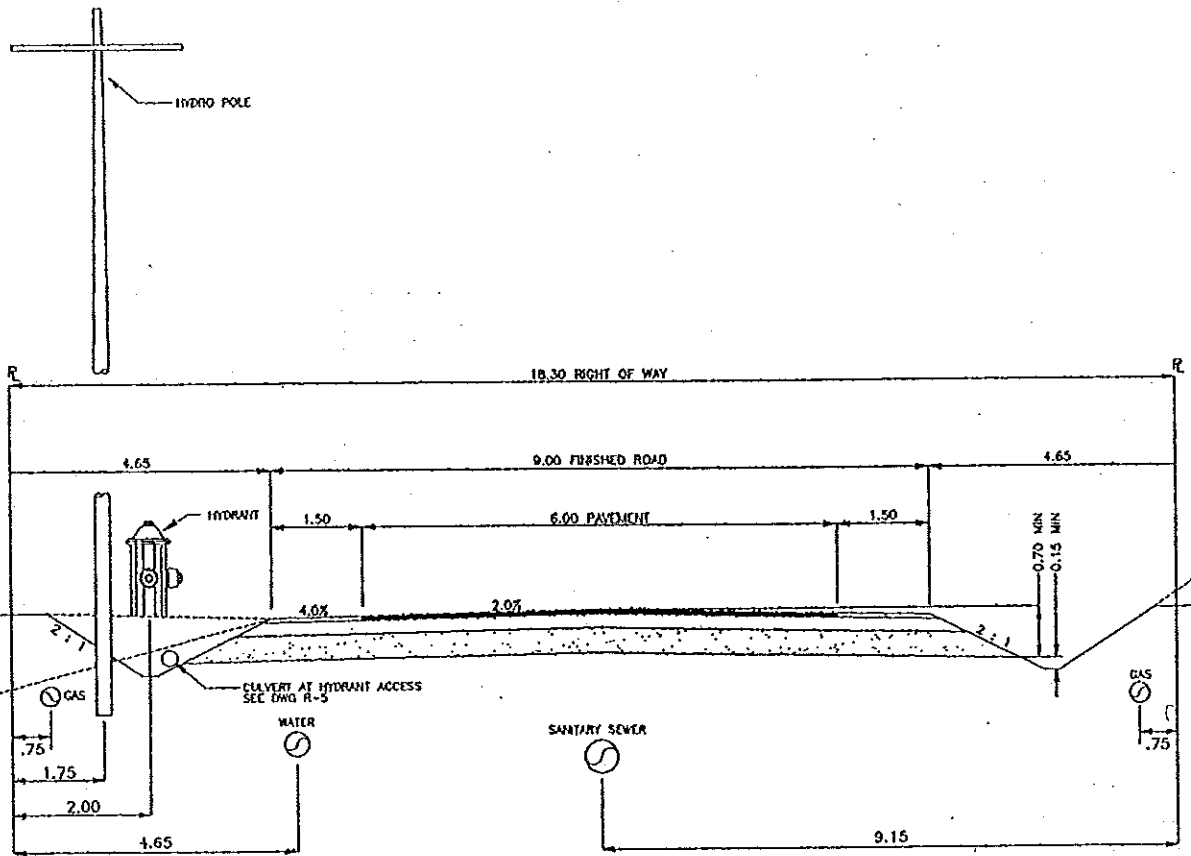 HYDRO POLE
18.30 RIGHT OF WAY
4.65
9.00 FINISHED ROAD
4.65
HYDRANT
1.50
6.00 PAVEMENT
1.50
0.70 MIN
0.15 MIN
4.0%
2.0%
2:1
2:1
GAS
CULVERT AT HYDRANT ACCESS
SEE DWG R-5
GAS
WATER
SANITARY SEWER
.75
.75
1.75
2.00
4.65
9.15